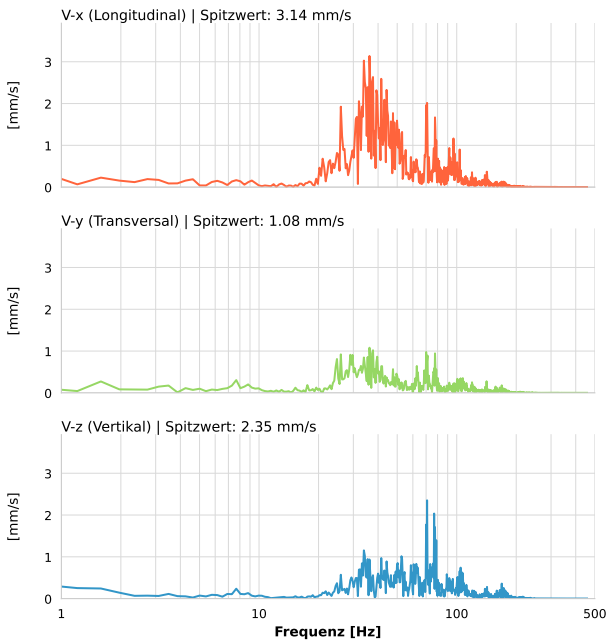 V-x (Longitudinal) | Spitzwert: 3.14 mm/s
[mm/s]
3
2
1
0
V-y (Transversal) | Spitzwert: 1.08 mm/s
[mm/s]
3
2
1
0
V-z (Vertikal) | Spitzwert: 2.35 mm/s
[mm/s]
3
2
1
0
1 10 100 500
Frequenz [Hz]